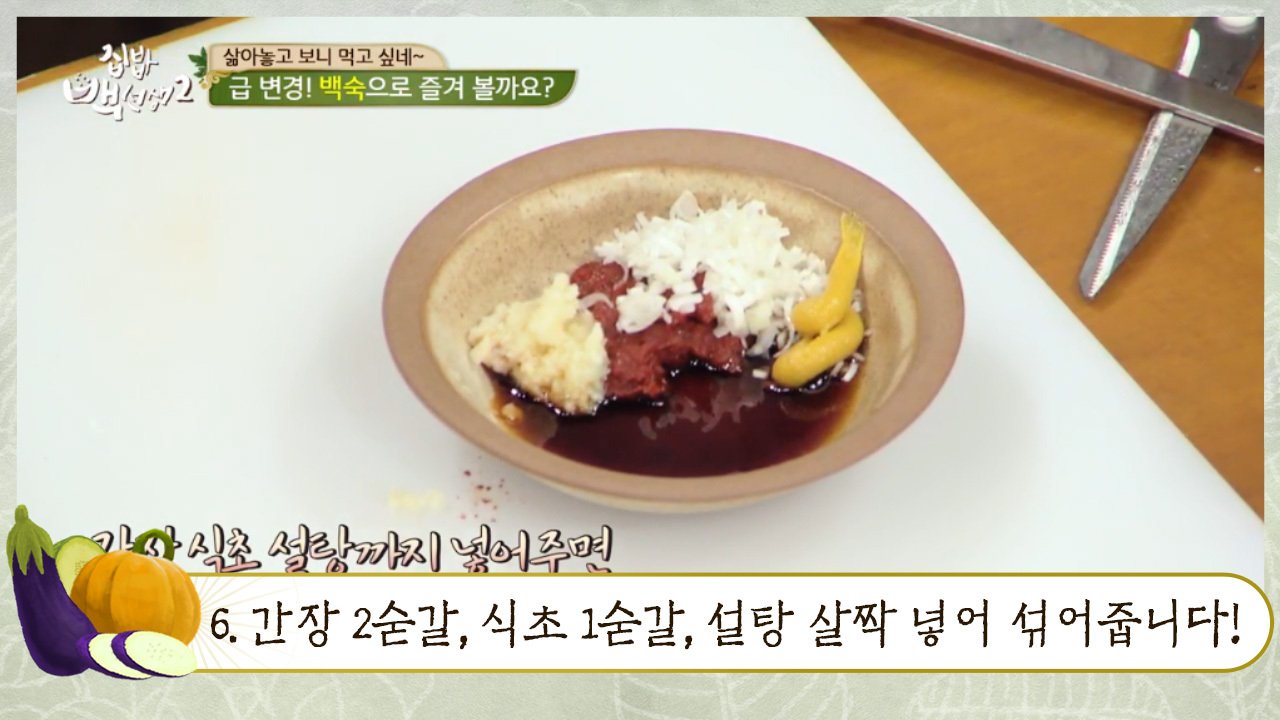 집밥
백선생2
삶아놓고 보니 먹고 싶네~
급 변경! 백숙으로 즐겨 볼까요?
식초 설탕까지 넣어주면
6. 간장 2숟갈, 식초 1숟갈, 설탕 살짝 넣어 섞어줍니다!